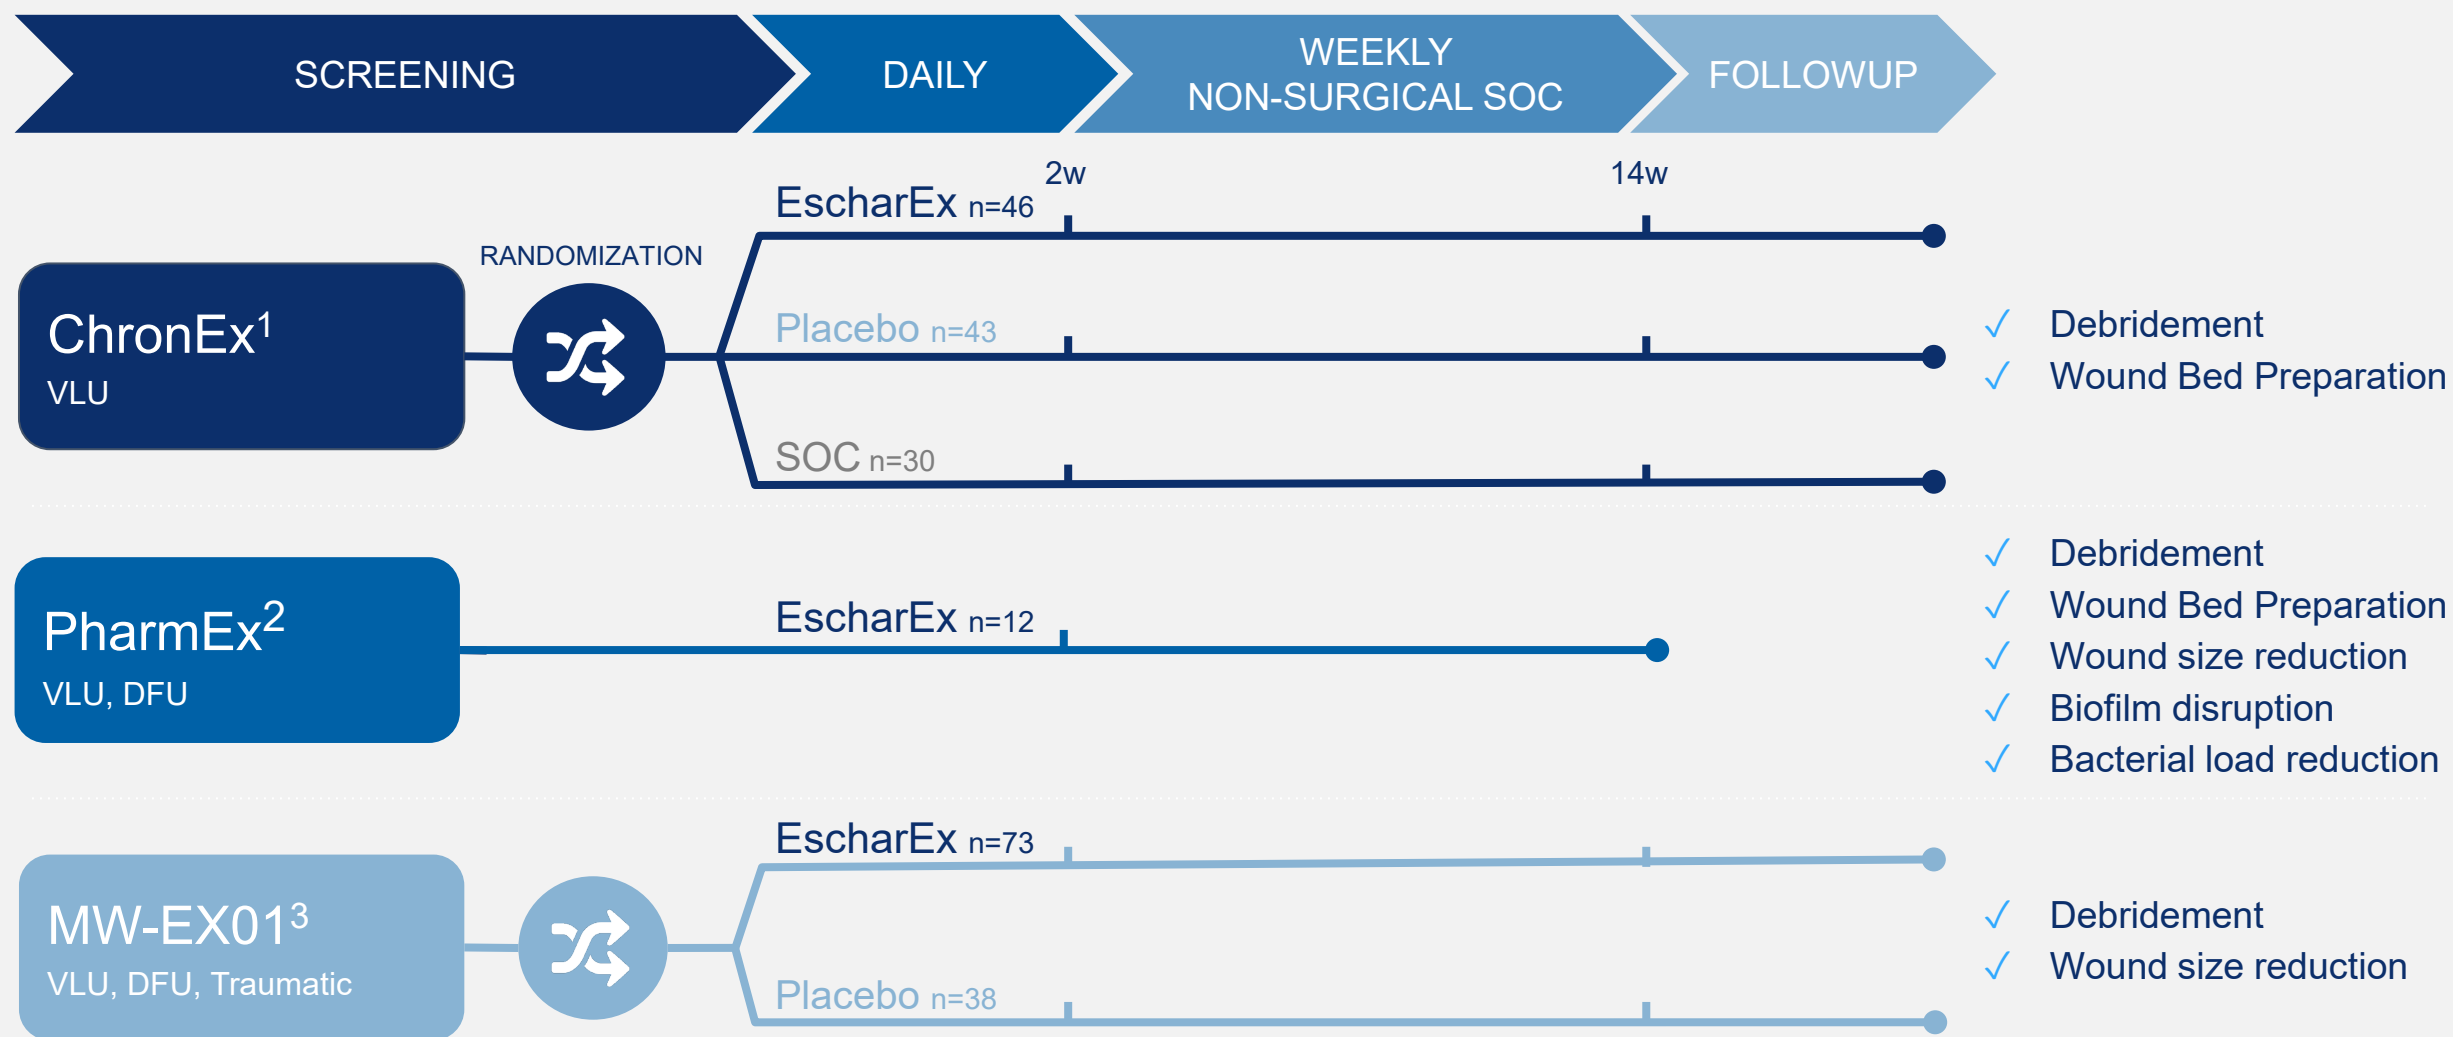 SCREENING
DAILY
WEEKLY
NON-SURGICAL SOC
FOLLOWUP
2w
14w
EscharEx n=46
RANDOMIZATION
ChronEx¹
VLU
Placebo n=43
SOC n=30
✓ Debridement
✓ Wound Bed Preparation
PharmEx²
VLU, DFU
EscharEx n=12
✓ Debridement
✓ Wound Bed Preparation
✓ Wound size reduction
✓ Biofilm disruption
✓ Bacterial load reduction
MW-EX01³
VLU, DFU, Traumatic
EscharEx n=73
Placebo n=38
✓ Debridement
✓ Wound size reduction